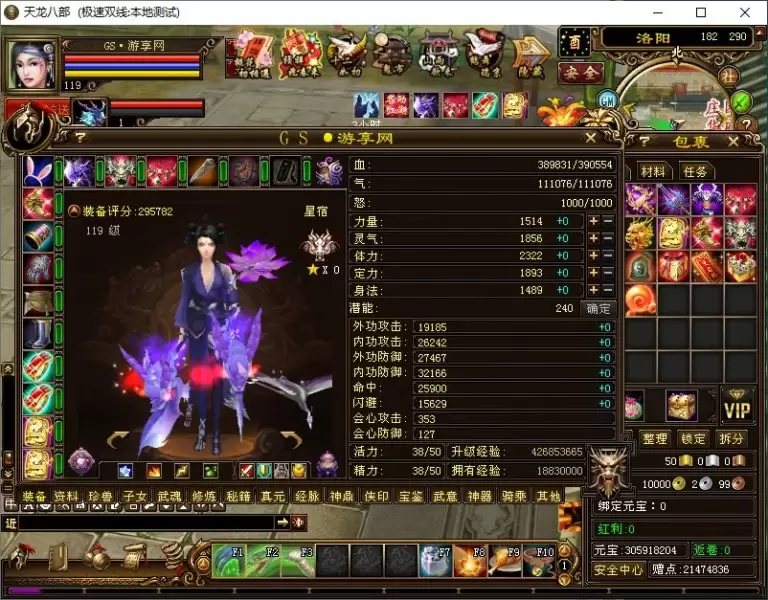 天龙八部 (极速双线:本地测试)
GS·游享网
119
酉
洛阳 182 290
北
安全
社
GM
1
3小时
? GS ●游享网
? 包裹
材料 任务
装备评分:295782
119 级
星宿
X 0
血: 389831/390554
气: 111076/111076
怒: 1000/1000
力量: 1514 +0
灵气: 1856 +0
体力: 2322 +0
定力: 1893 +0
身法: 1489 +0
潜能: 240 确定
外功攻击: 19185 +0
内功攻击: 26242 +0
外功防御: 27467 +0
内功防御: 32166 +0
命中: 25900 +0
闪避: 15629 +0
会心攻击: 353
会心防御: 127
活力: 38/50 升级经验: 426853665
精力: 38/50 拥有经验: 18830000
装备 资料 珍兽 子女 武魂 修炼 秘籍 真元 经脉 神鼎 侠印 宝鉴 武意 神器 骑乘 其他
VIP
整理 锁定 拆分
50 0 0
10000 2 99
绑定元宝: 0
红利:0
元宝:305918204 返卷:0
安全中心 赠点:21474836
近
F1 F2 F3 F7 F8 F9 F10
1